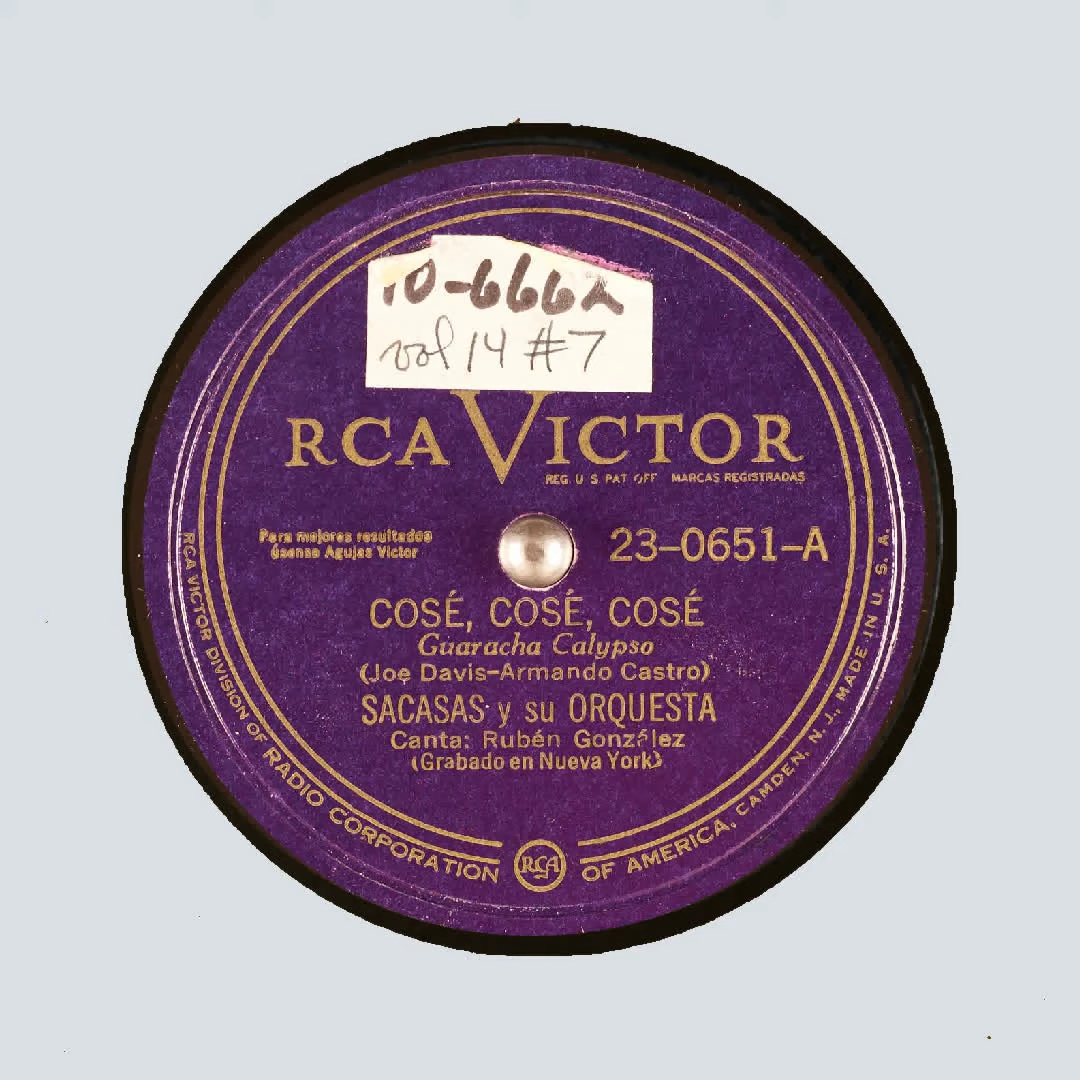 10-6662
vol 14 #7
RCA VICTOR
REG. U S PAT OFF MARCAS REGISTRADAS
Para mejores resultados
úsense Agujas Victor
23-0651-A
COSÉ, COSÉ, COSÉ
Guaracha Calypso
(Joe Davis-Armando Castro)
SACASAS y su ORQUESTA
Canta: Rubén González
(Grabado en Nueva York)
RCA VICTOR DIVISION OF RADIO CORPORATION RCA OF AMERICA, CAMDEN, N. J., MADE IN U. S. A.